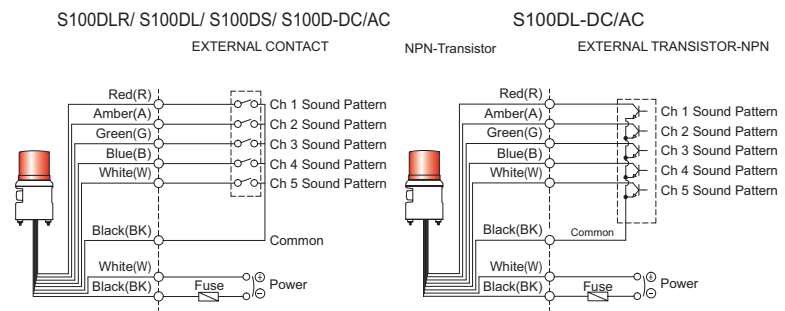 S100DLR/ S100DL/ S100DS/ S100D-DC/AC
EXTERNAL CONTACT
Red(R)
Amber(A)
Green(G)
Blue(B)
White(W)
Ch 1 Sound Pattern
Ch 2 Sound Pattern
Ch 3 Sound Pattern
Ch 4 Sound Pattern
Ch 5 Sound Pattern
Black(BK)
Common
White(W)
Black(BK)
Fuse
+
−
Power
S100DL-DC/AC
NPN-Transistor
EXTERNAL TRANSISTOR-NPN
Red(R)
Amber(A)
Green(G)
Blue(B)
White(W)
Ch 1 Sound Pattern
Ch 2 Sound Pattern
Ch 3 Sound Pattern
Ch 4 Sound Pattern
Ch 5 Sound Pattern
Black(BK)
Common
White(W)
Black(BK)
Fuse
+
−
Power